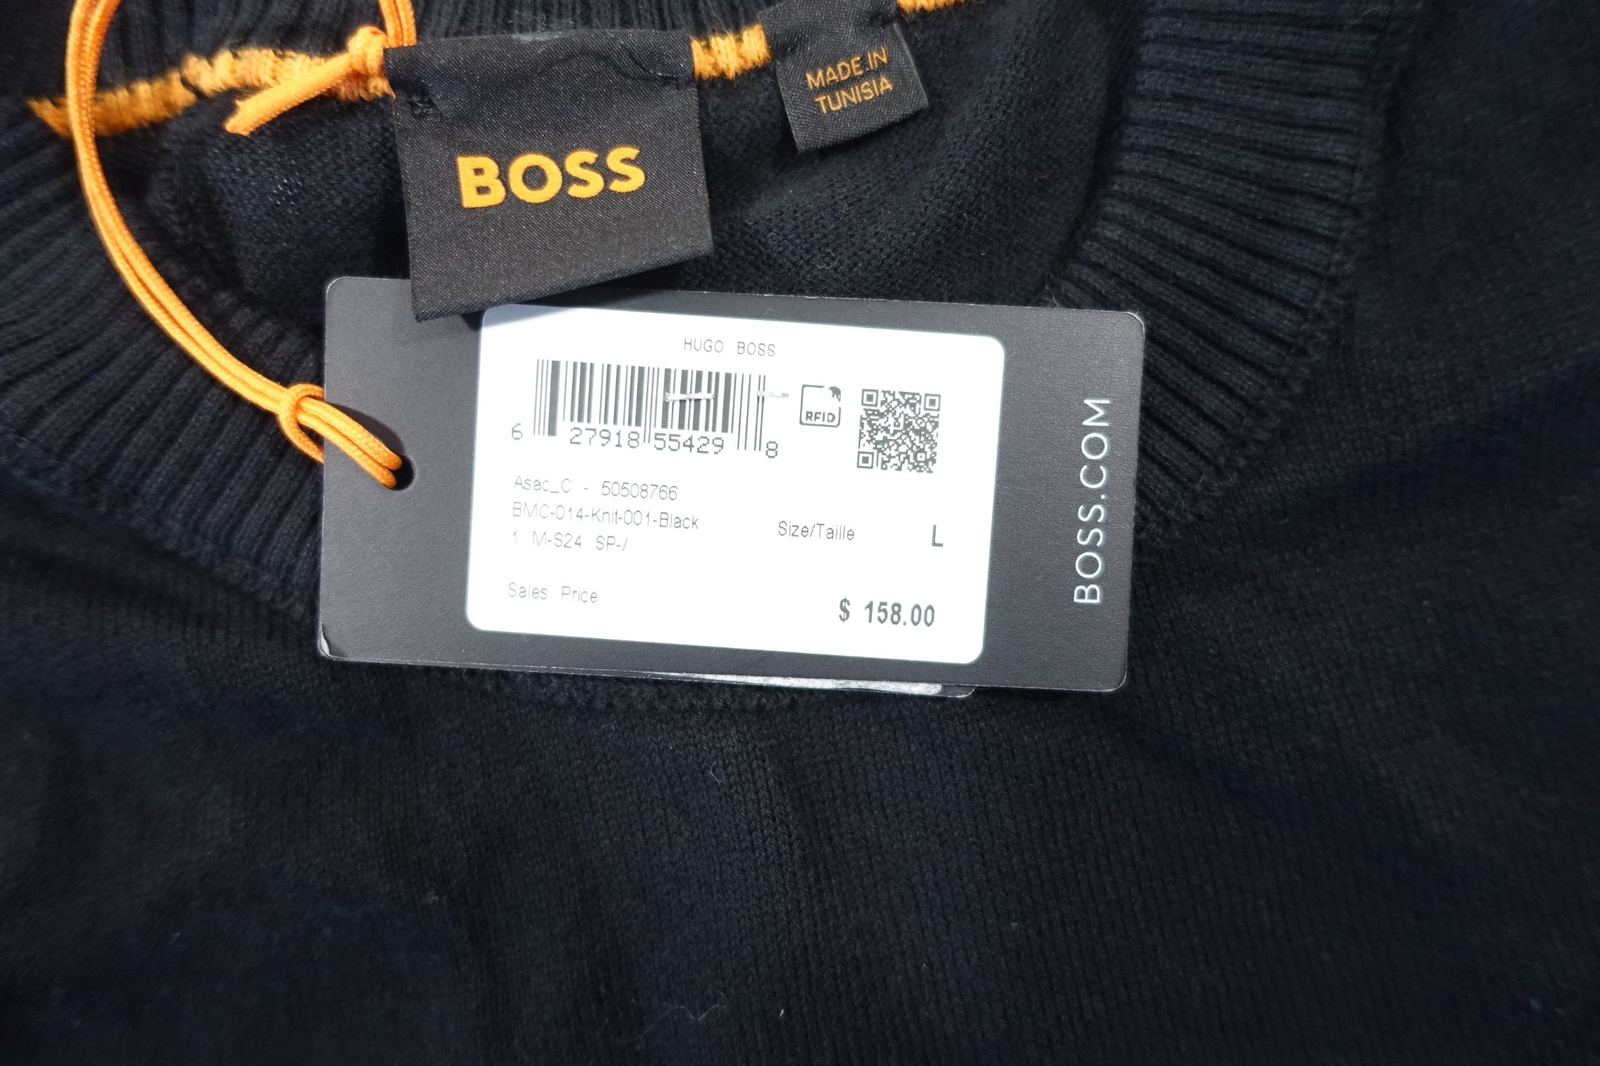 BOSS
MADE IN
TUNISIA
HUGO BOSS
6 27918 55429 8
RFID
Asac_C - 50508766
BMC-014-Knit-001-Black
1 M-S24 SP-/
Size/Taille L
Sales Price
$ 158.00
BOSS.COM